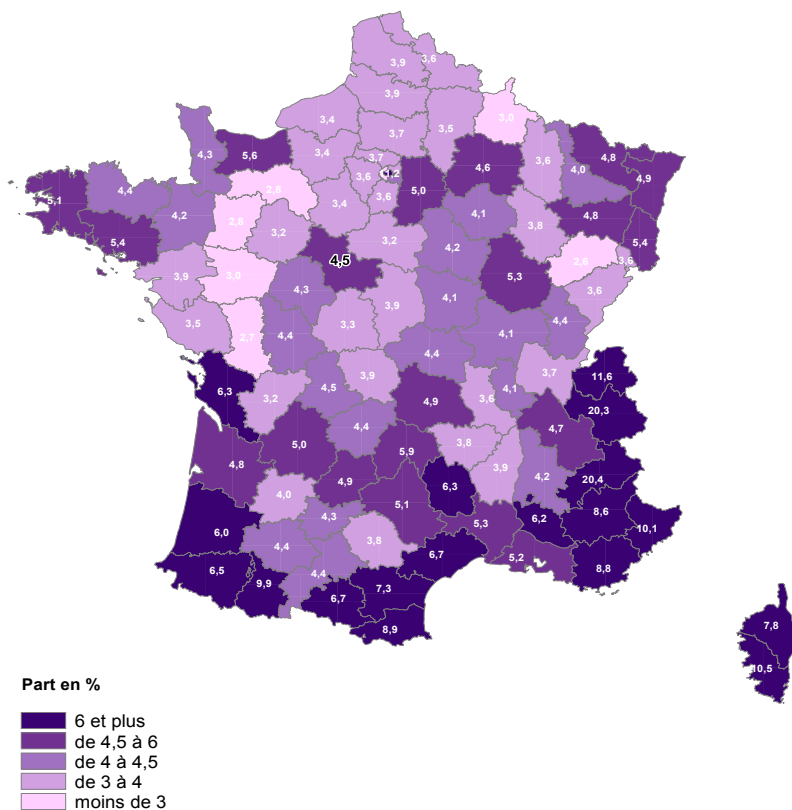 3,9 3,6
3,9
3,0
3,4
3,7 3,5
4,3 5,6 3,4 3,7 4,6 3,6 4,8
3,6 1,2 4,0 4,9
5,1 4,4 2,8 5,0
3,4 3,6
4,2 2,8 4,1 3,8 4,8
5,4 3,2 3,2 4,2 5,4
4,5 2,6 3,6
3,9 3,0 4,3 5,3 3,6
3,9 4,1
3,5 2,7 4,4 3,3 4,1 4,4
4,4
6,3 3,2 4,5 3,9 3,6 4,1 3,7 11,6
4,9 20,3
4,4 4,7
4,8 5,0 5,9 3,8
4,9 6,3 3,9 4,2 20,4
4,0 5,1
4,3 5,3 6,2 8,6
6,0 4,4 3,8 10,1
6,7 5,2
6,5 9,9 4,4 8,8
6,7 7,3
8,9 7,8
10,5
Part en %
6 et plus
de 4,5 à 6
de 4 à 4,5
de 3 à 4
moins de 3